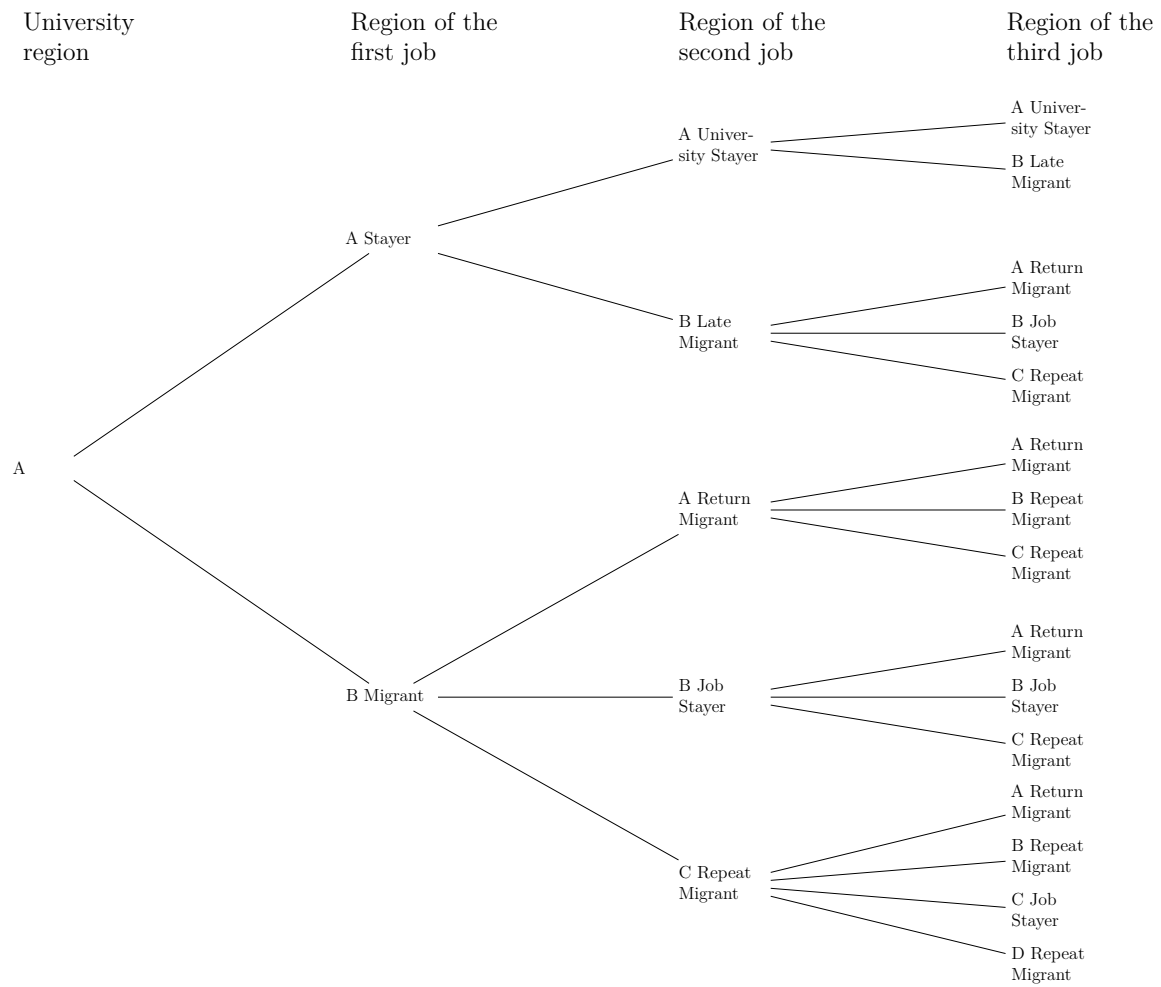 University
region
Region of the
first job
Region of the
second job
Region of the
third job
A
A Stayer
B Migrant
A Univer-
sity Stayer
B Late
Migrant
A Return
Migrant
B Job
Stayer
C Repeat
Migrant
A Univer-
sity Stayer
B Late
Migrant
A Return
Migrant
B Job
Stayer
C Repeat
Migrant
A Return
Migrant
B Repeat
Migrant
C Repeat
Migrant
A Return
Migrant
B Job
Stayer
C Repeat
Migrant
A Return
Migrant
B Repeat
Migrant
C Job
Stayer
D Repeat
Migrant